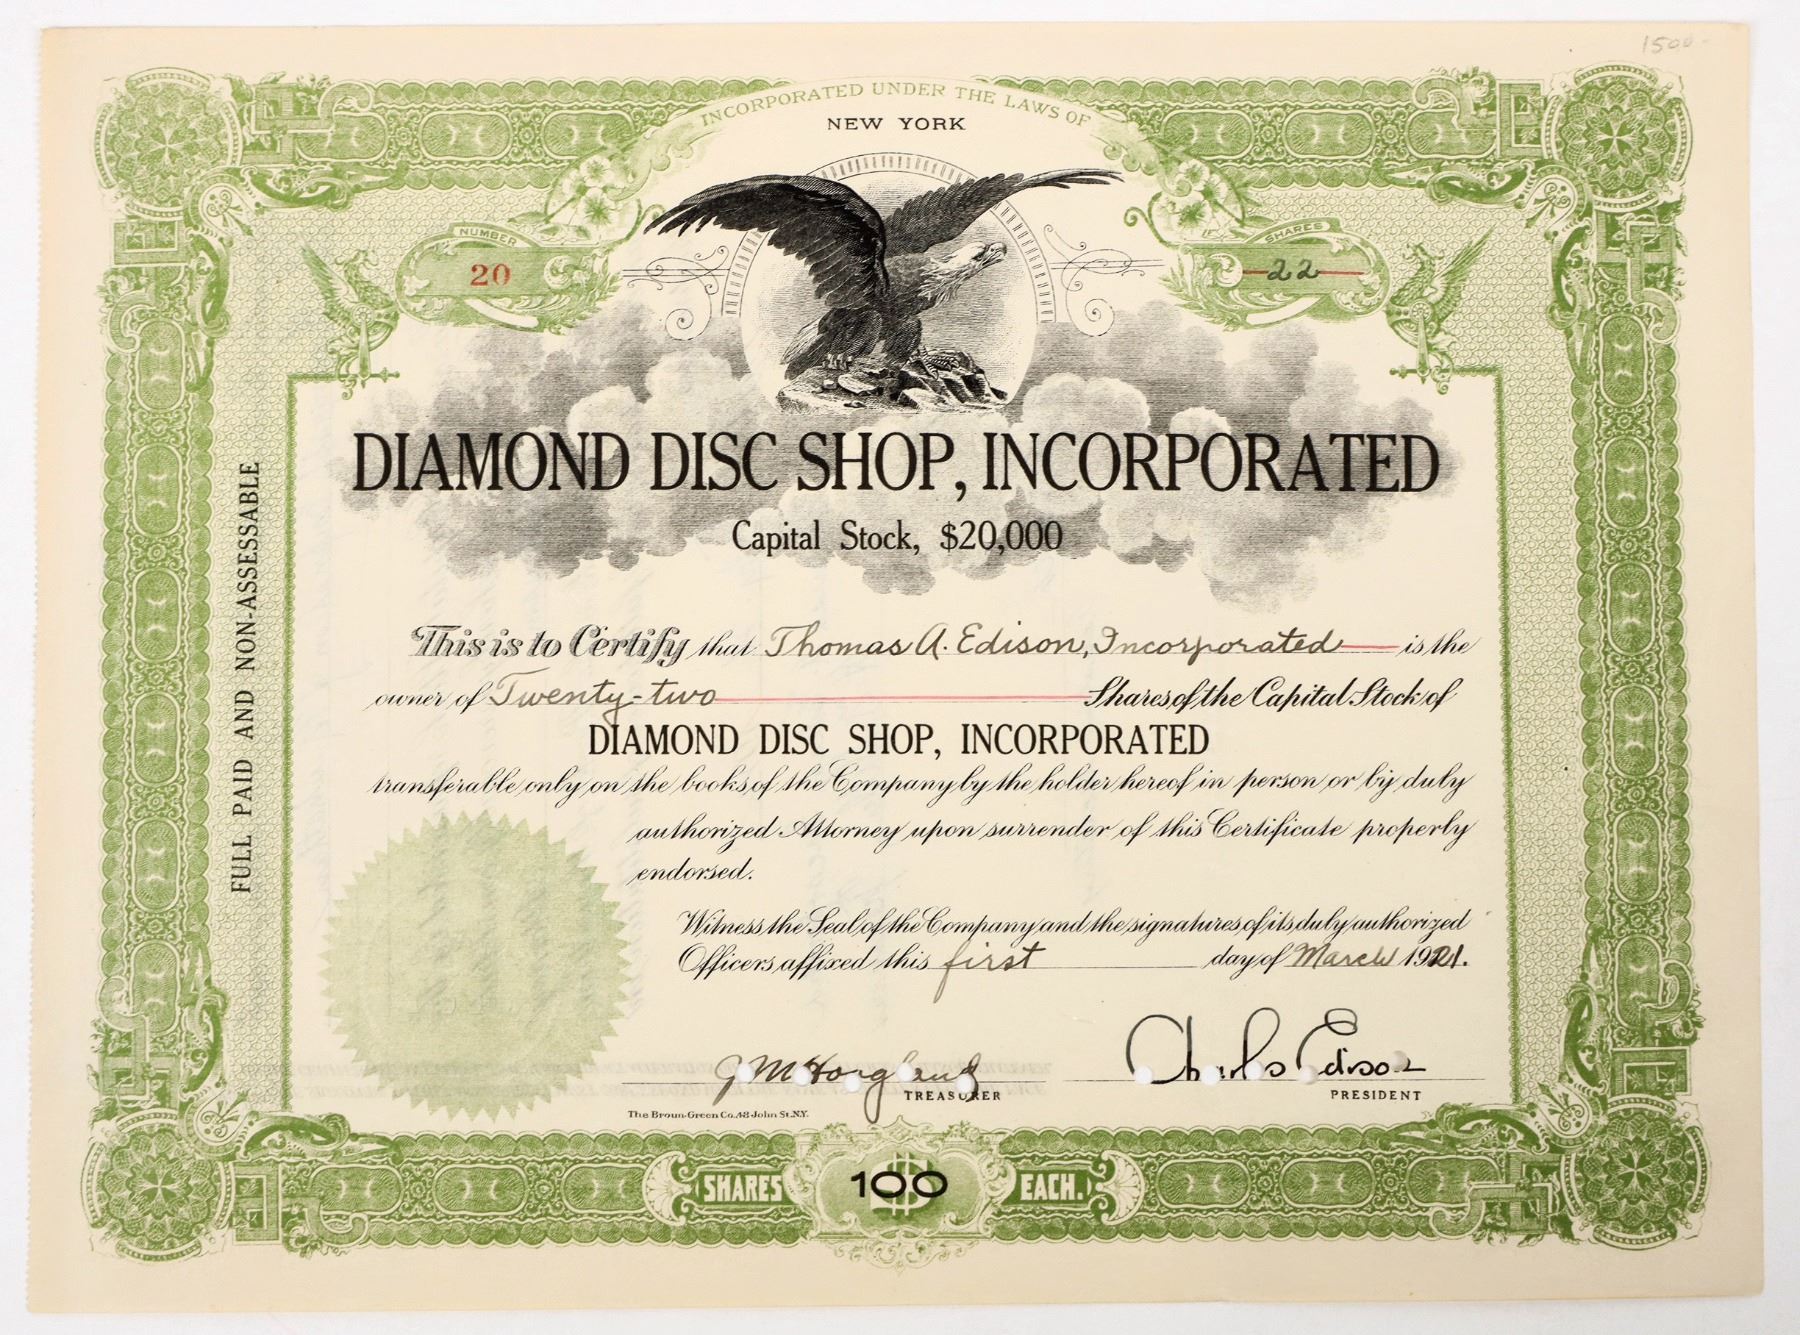 1500-
INCORPORATED UNDER THE LAWS OF
NEW YORK
NUMBER
20
SHARES
22
DIAMOND DISC SHOP, INCORPORATED
Capital Stock, $20,000
FULL PAID AND NON-ASSESSABLE
This is to Certify that Thomas A. Edison, Incorporated is the
owner of Twenty-two Shares of the Capital Stock of
DIAMOND DISC SHOP, INCORPORATED
transferable only on the books of the Company by the holder hereof in person or by duly
authorized Attorney upon surrender of this Certificate properly
endorsed.
Witness the Seal of the Company and the signatures of its duly authorized
Officers affixed this first day of March 1921.
G M Hoagland
TREASURER
Charles Edison
PRESIDENT
The Broun-Green Co. 48 John St. N.Y.
SHARES $100 EACH.